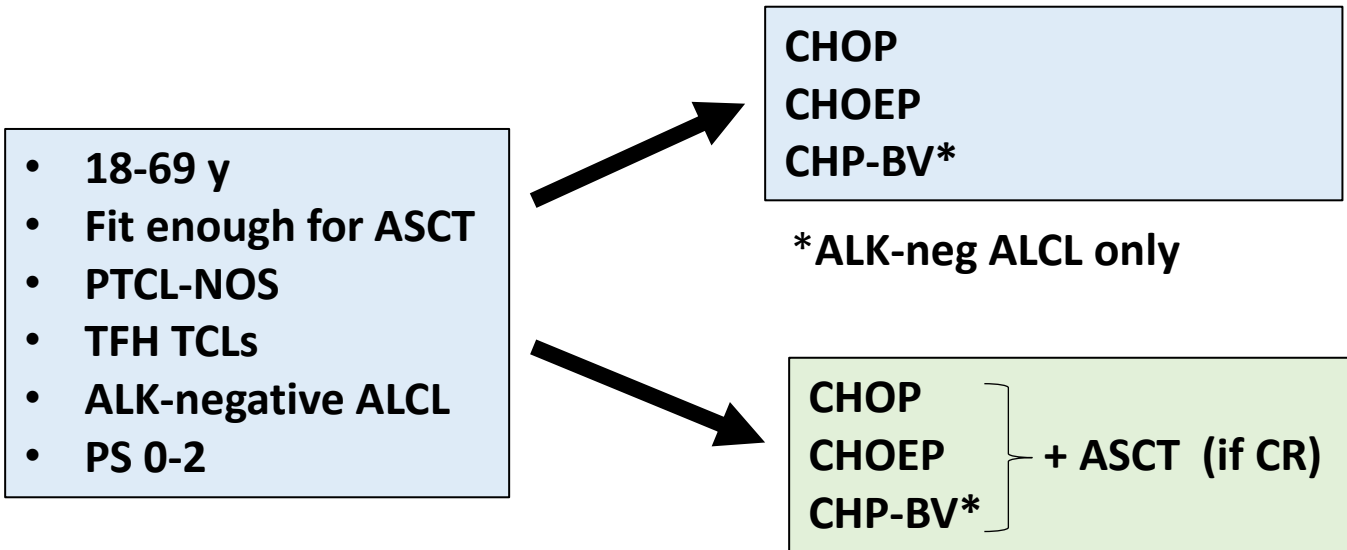 • 18-69 y
• Fit enough for ASCT
• PTCL-NOS
• TFH TCLs
• ALK-negative ALCL
• PS 0-2
CHOP
CHOEP
CHP-BV*
*ALK-neg ALCL only
CHOP
CHOEP + ASCT (if CR)
CHP-BV*